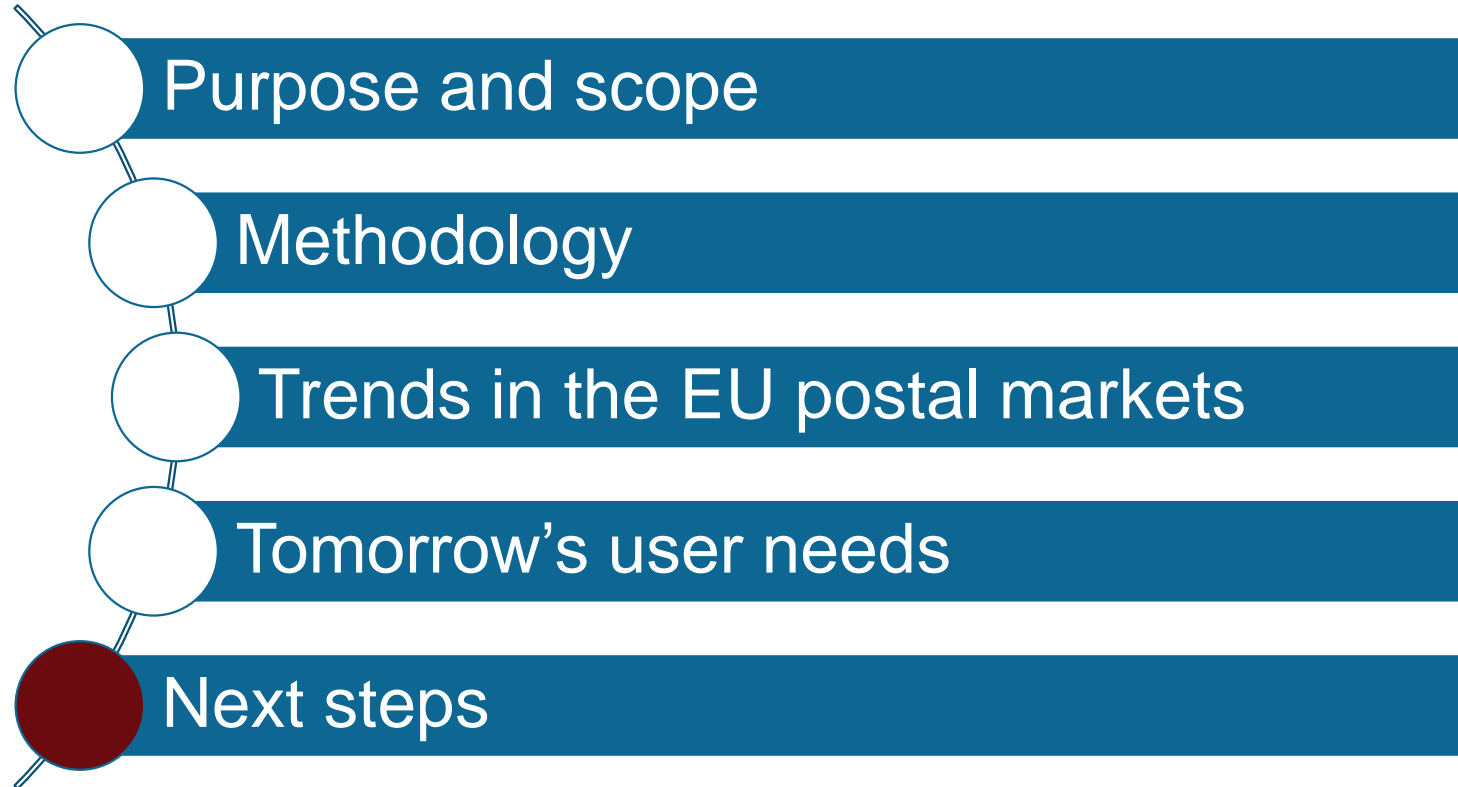 Purpose and scope
Methodology
Trends in the EU postal markets
Tomorrow’s user needs
Next steps